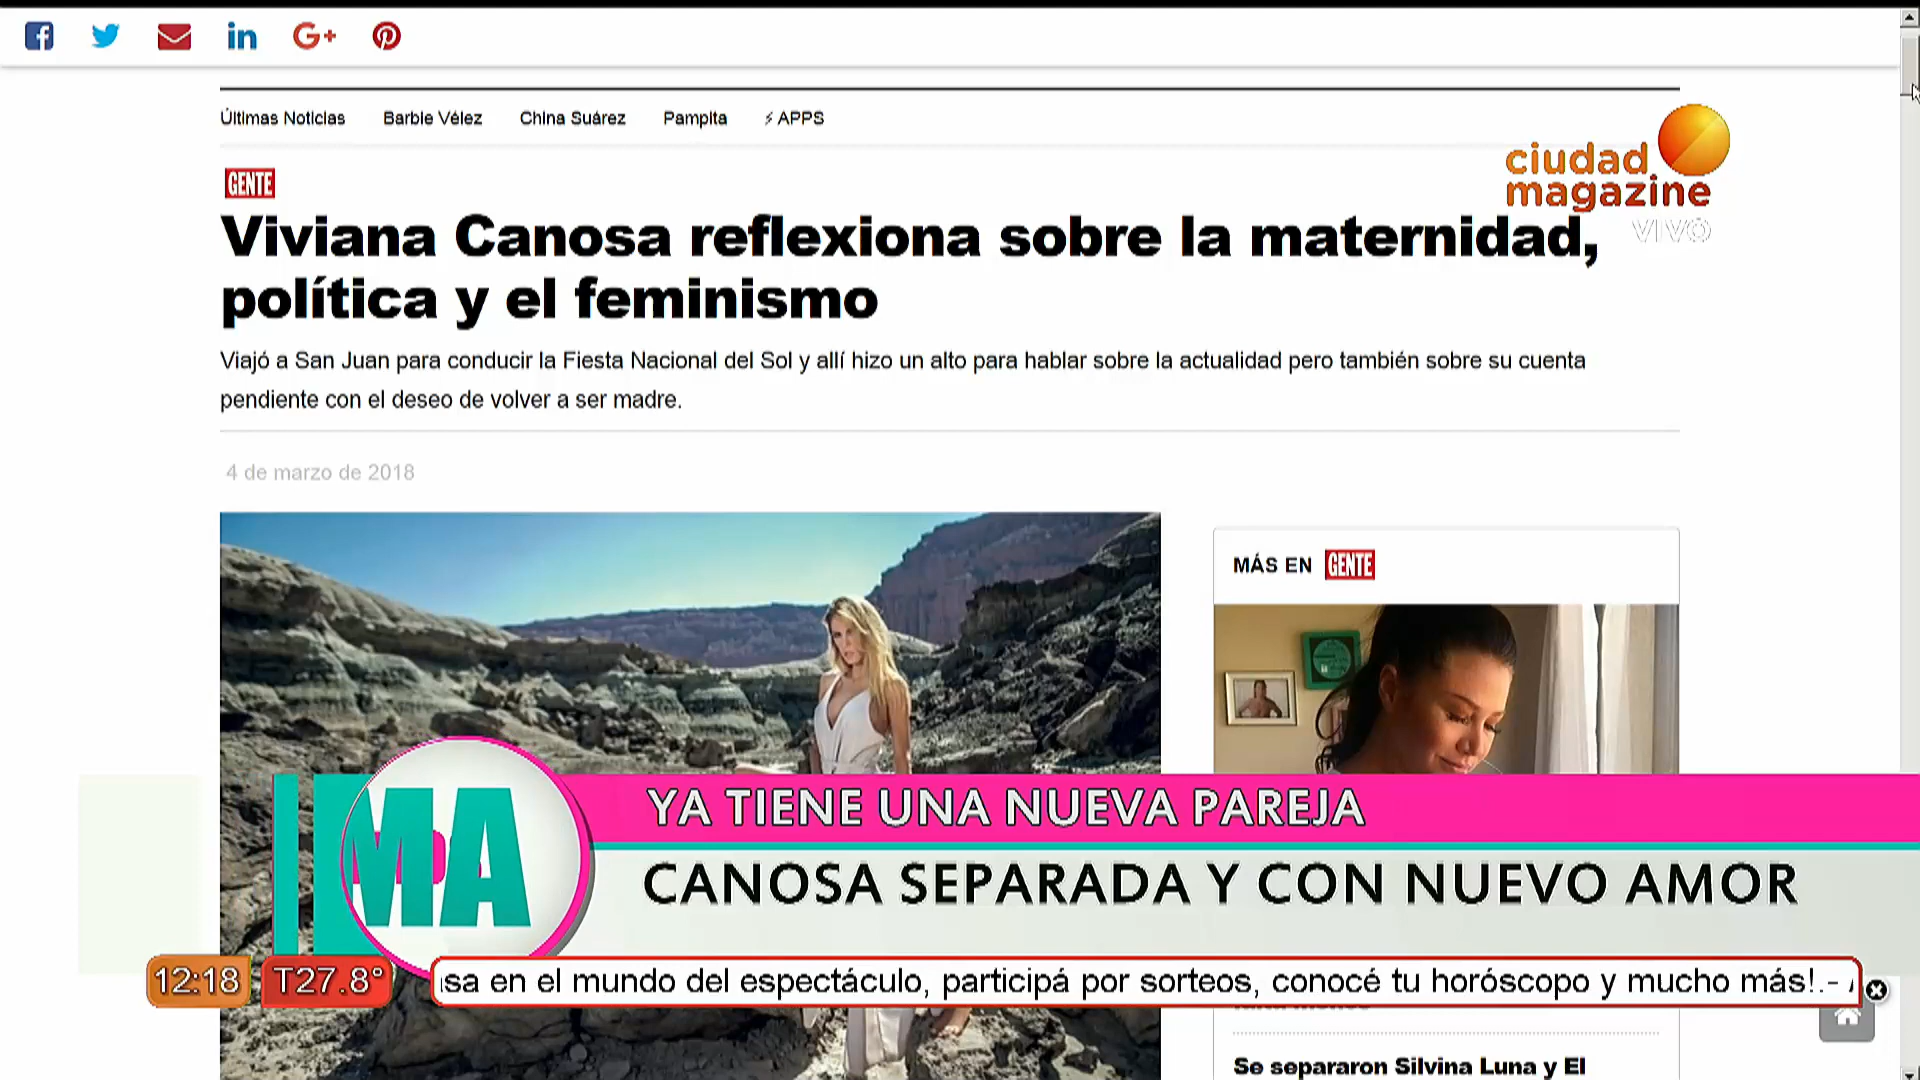 Últimas Noticias Barbie Vélez China Suárez Pampita APPS
ciudad
magazine
VIVO
GENTE
Viviana Canosa reflexiona sobre la maternidad,
política y el feminismo
Viajó a San Juan para conducir la Fiesta Nacional del Sol y allí hizo un alto para hablar sobre la actualidad pero también sobre su cuenta
pendiente con el deseo de volver a ser madre.
4 de marzo de 2018
MÁS EN GENTE
YA TIENE UNA NUEVA PAREJA
MA
CANOSA SEPARADA Y CON NUEVO AMOR
12:18 T27.8° sa en el mundo del espectáculo, participá por sorteos, conocé tu horóscopo y mucho más!.-
Se separaron Silvina Luna y El